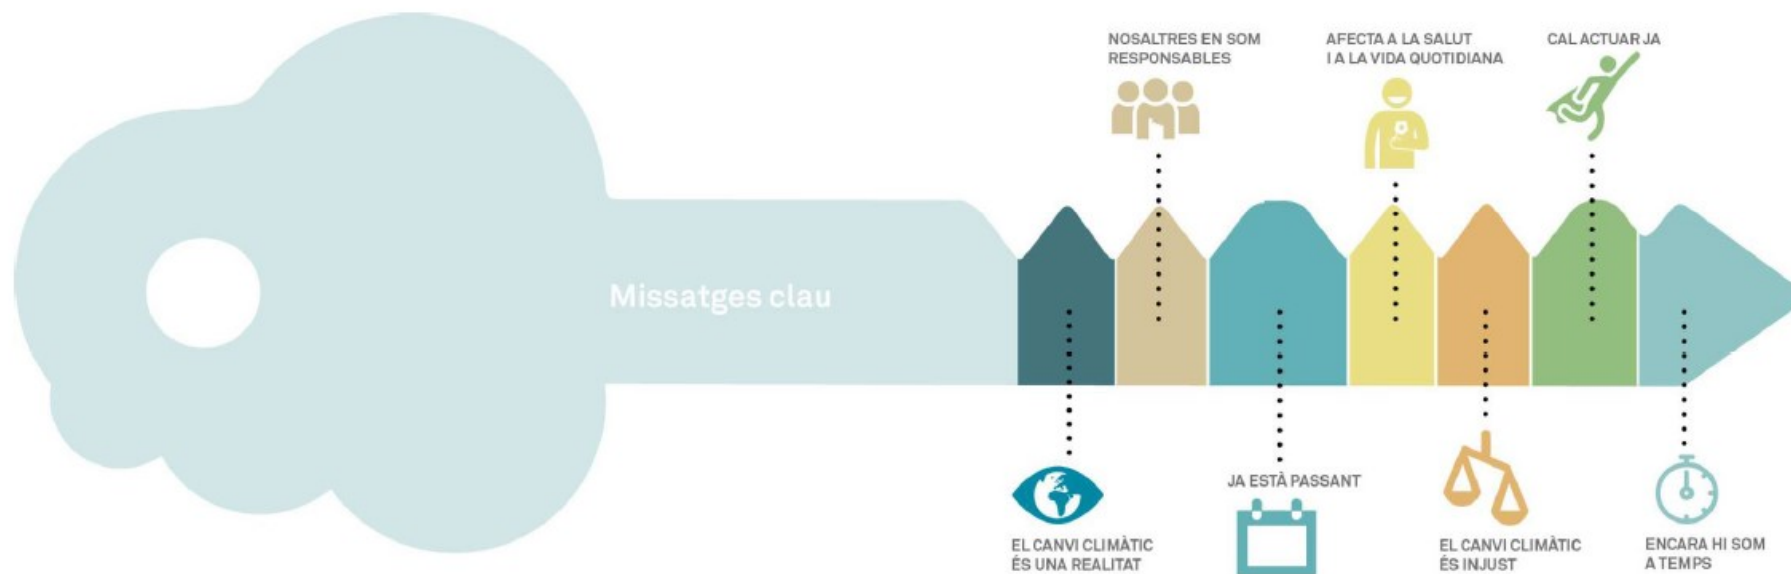 NOSALTRES EN SOM
RESPONSABLES
AFECTA A LA SALUT
I A LA VIDA QUOTIDIANA
CAL ACTUAR JA
Missatges clau
EL CANVI CLIMÀTIC
ÉS UNA REALITAT
JA ESTÀ PASSANT
EL CANVI CLIMÀTIC
ÉS INJUST
ENCARA HI SOM
A TEMPS